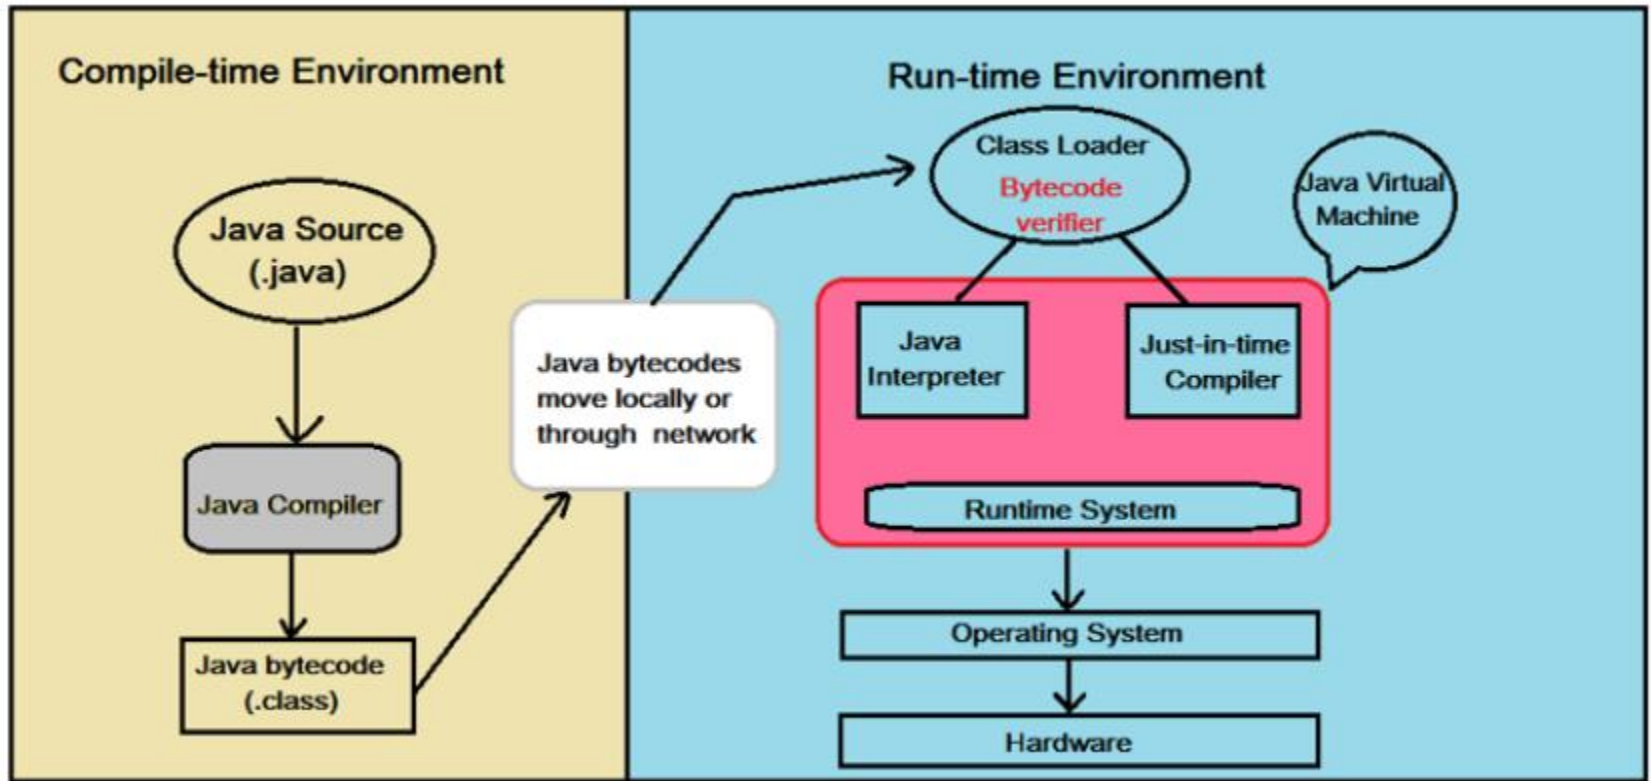 Compile-time Environment
Java Source
(.java)
Java Compiler
Java bytecode
(.class)
Java bytecodes
move locally or
through network
Run-time Environment
Class Loader
Bytecode
verifier
Java Virtual
Machine
Java
Interpreter
Just-in-time
Compiler
Runtime System
Operating System
Hardware